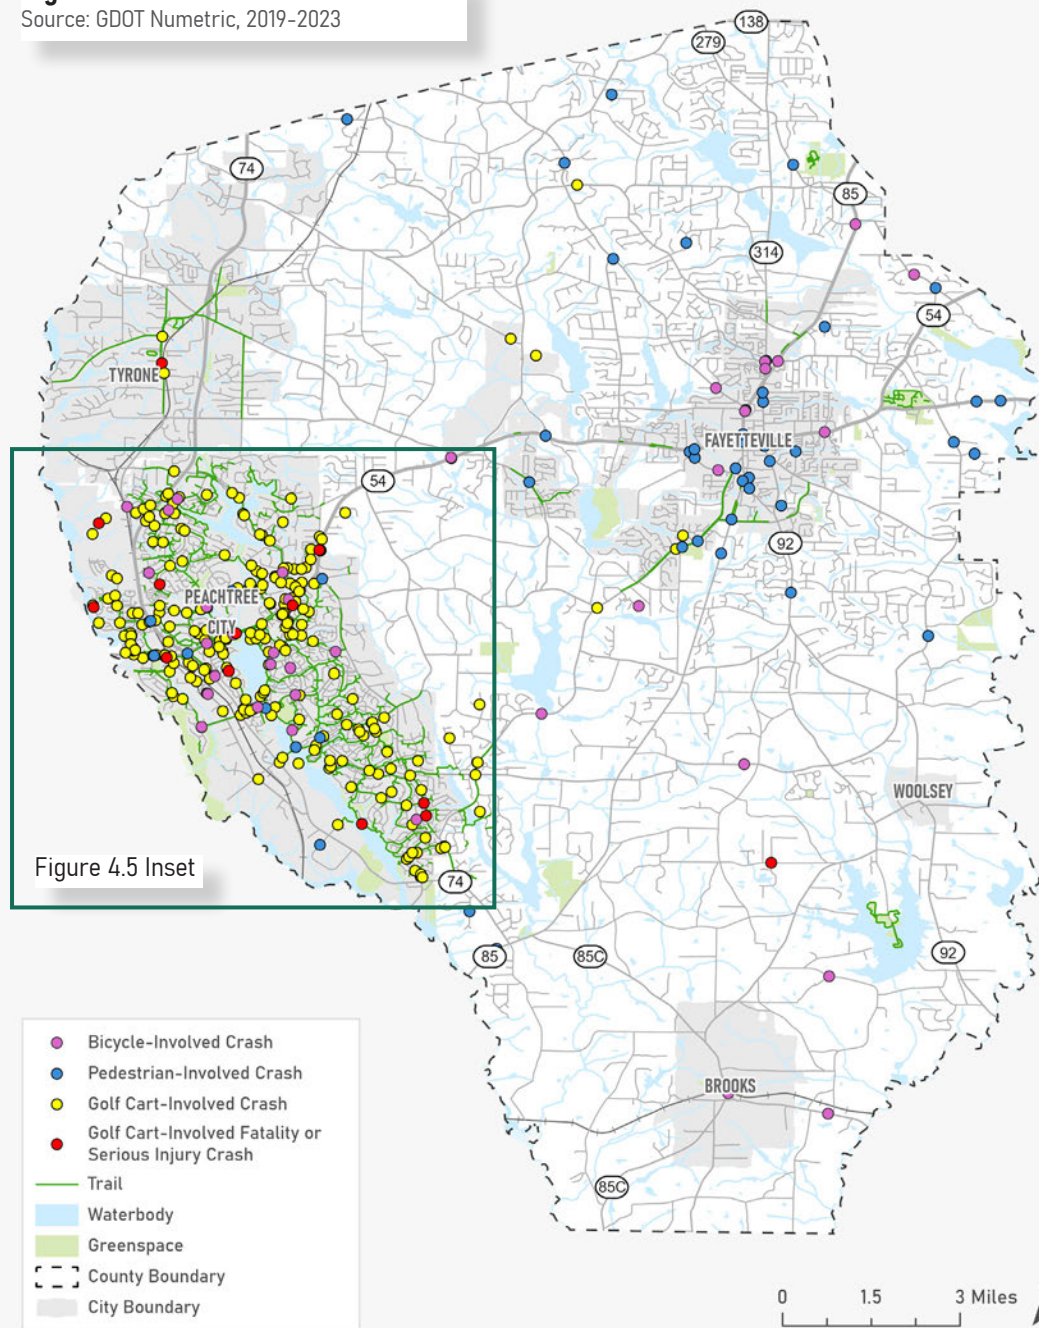 Source: GDOT Numetric, 2019-2023
138
279
74
85
314
54
TYRONE
FAYETTEVILLE
54
92
PEACHTREE
CITY
WOOLSEY
Figure 4.5 Inset
74
85
85C
92
BROOKS
85C
Bicycle-Involved Crash
Pedestrian-Involved Crash
Golf Cart-Involved Crash
Golf Cart-Involved Fatality or
Serious Injury Crash
Trail
Waterbody
Greenspace
County Boundary
City Boundary
0 1.5 3 Miles